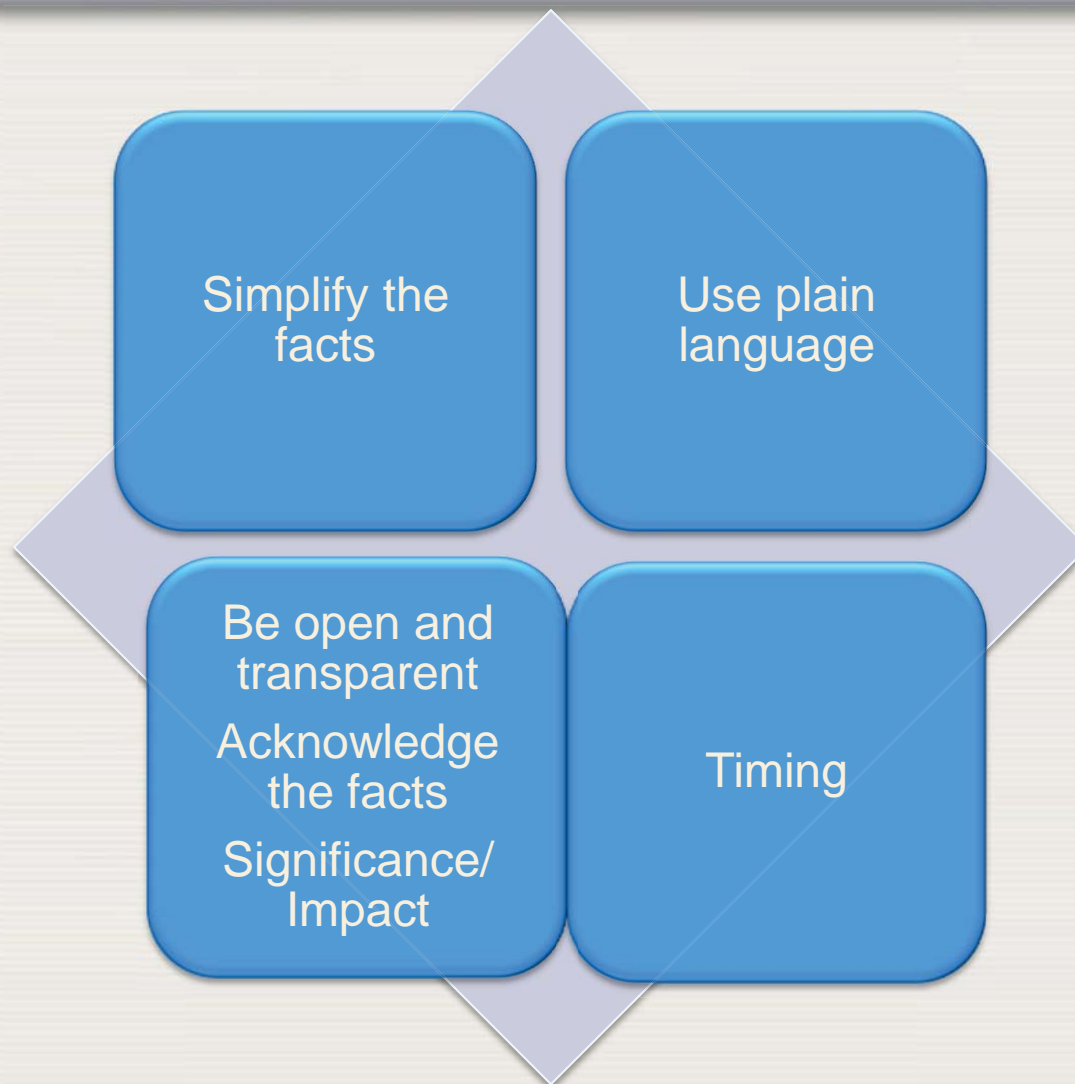 Simplify the
facts
Use plain
language
Be open and
transparent
Acknowledge
the facts
Significance/
Impact
Timing